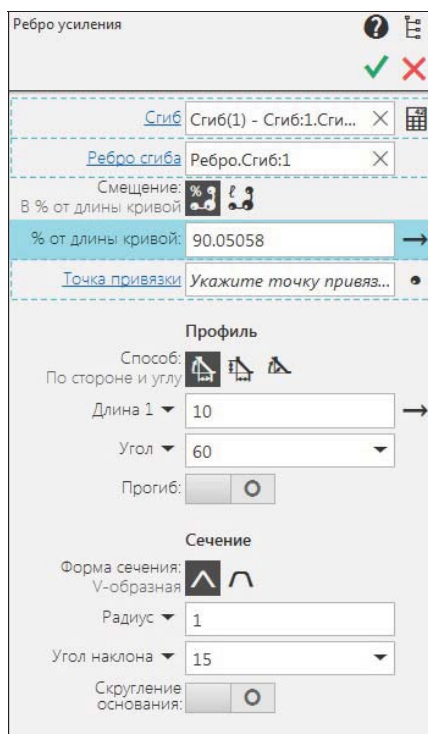 Ребро усиления
Сгиб Сгиб(1) - Сгиб:1.Сги...
Ребро сгиба Ребро.Сгиб:1
Смещение:
В % от длины кривой
% от длины кривой: 90.05058
Точка привязки Укажите точку привяз...
Профиль
Способ:
По стороне и углу
Длина 1 10
Угол 60
Прогиб:
Сечение
Форма сечения:
V-образная
Радиус 1
Угол наклона 15
Скругление
основания: